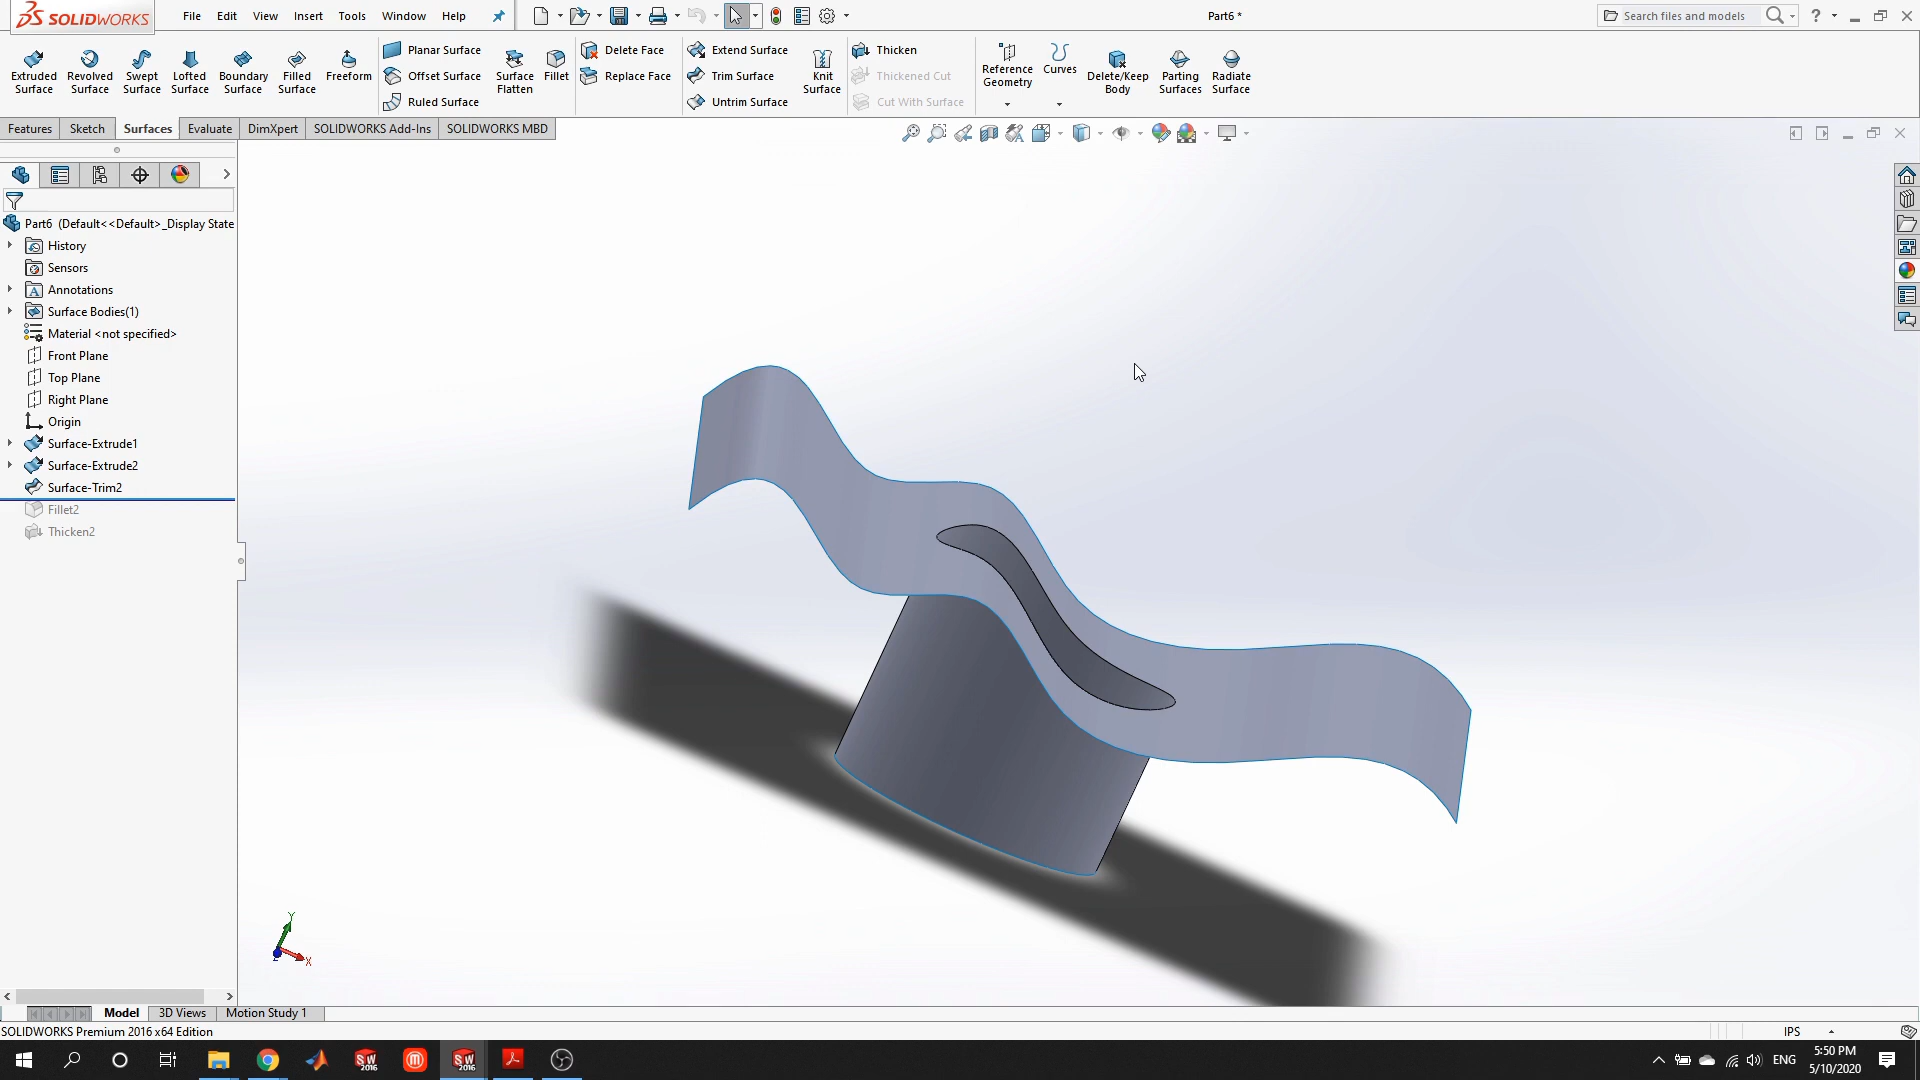 SOLIDWORKS File Edit View Insert Tools Window Help Part6 * Search files and models ?
Extruded Surface Revolved Surface Swept Surface Lofted Surface Boundary Surface Filled Surface Freeform Planar Surface Offset Surface Ruled Surface Surface Flatten Fillet Delete Face Replace Face Extend Surface Trim Surface Untrim Surface Knit Surface Thicken Thickened Cut Cut With Surface Reference Geometry Curves Delete/Keep Body Parting Surfaces Radiate Surface
Features Sketch Surfaces Evaluate DimXpert SOLIDWORKS Add-Ins SOLIDWORKS MBD
Part6 (Default<<Default>_Display State
History
Sensors
Annotations
Surface Bodies(1)
Material <not specified>
Front Plane
Top Plane
Right Plane
Origin
Surface-Extrude1
Surface-Extrude2
Surface-Trim2
Fillet2
Thicken2
Y
X
Z
Model 3D Views Motion Study 1
SOLIDWORKS Premium 2016 x64 Edition IPS
SW 2016 SW 2016 ENG 5:50 PM
5/10/2020